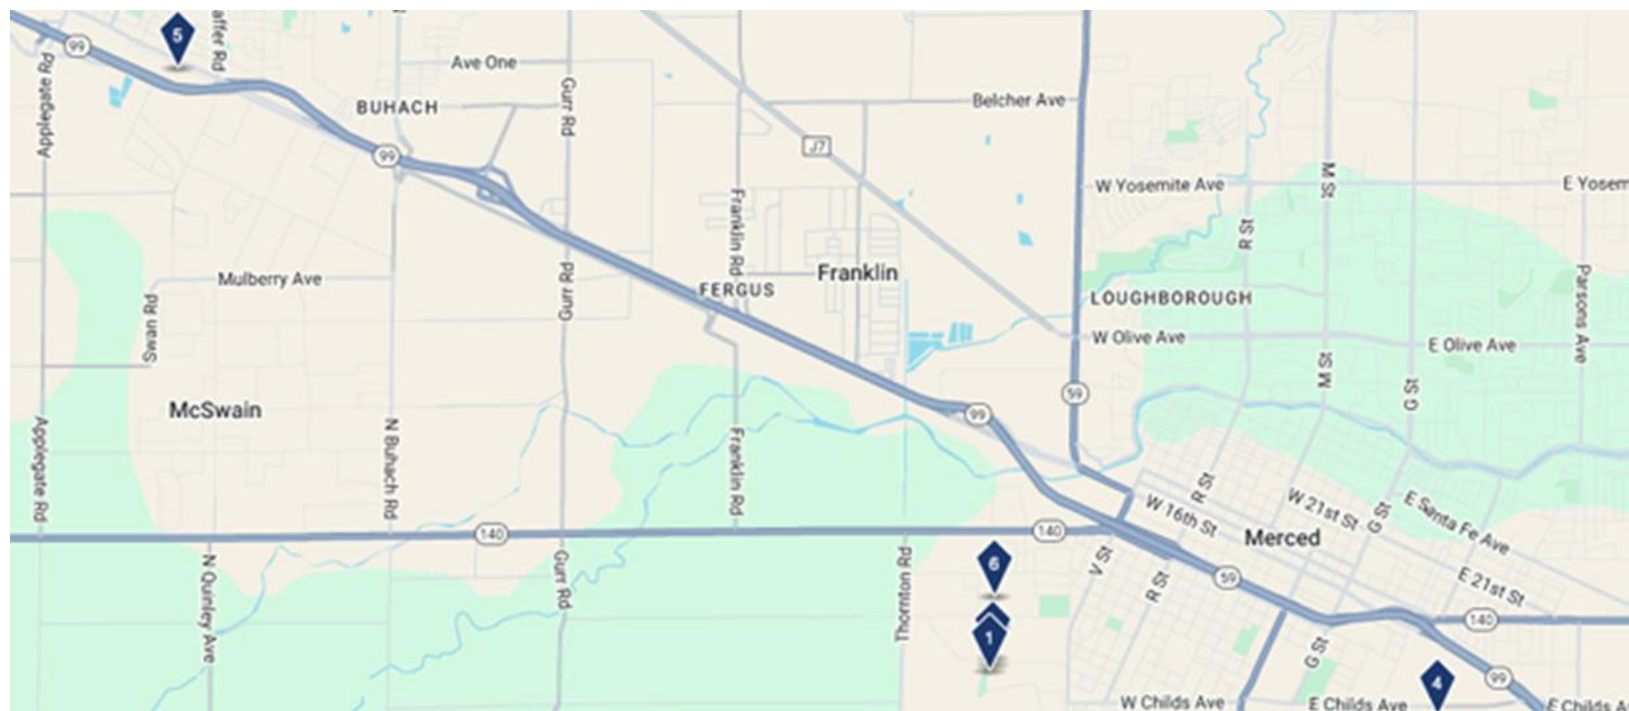 5
affer Rd
99
Ave One
Applegate Rd
BUHACH
Gurr Rd
Belcher Ave
J7
99
W Yosemite Ave
M St
E Yosem
Franklin Rd
R St
Mulberry Ave
Gurr Rd
Franklin
FERGUS
LOUGHBOROUGH
Parsons Ave
Swan Rd
W Olive Ave
E Olive Ave
M St
G St
59
McSwain
99
Applegate Rd
N Buhach Rd
Franklin Rd
R St
W 21st St
G St
E Santa Fe Ave
W 16th St
Merced
140
140
V St
6
59
R St
E 21st St
N Quinley Ave
Gurr Rd
Thornton Rd
140
1
G St
4
99
W Childs Ave
E Childs Ave
E Childs A